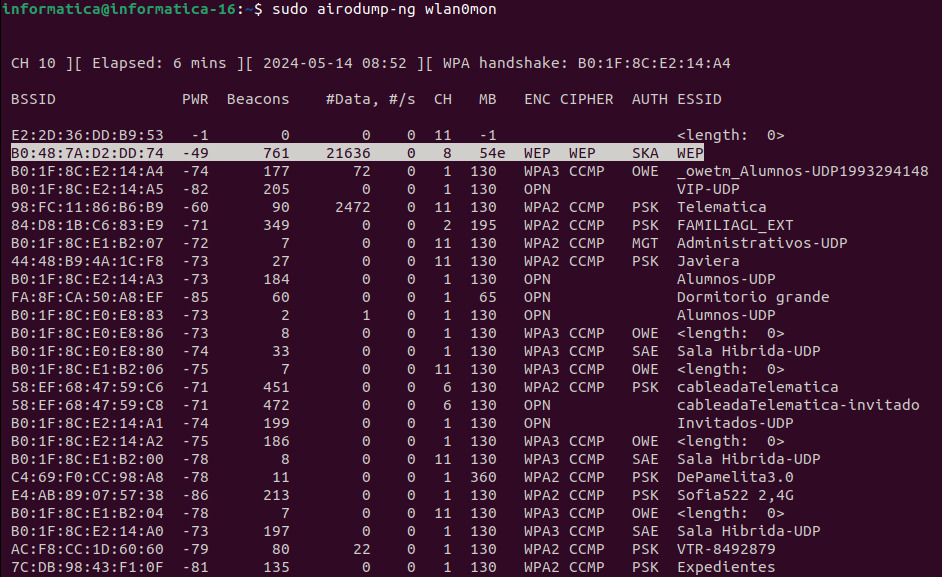 informatica@informatica-16:~$ sudo airodump-ng wlan0mon
CH 10 ][ Elapsed: 6 mins ][ 2024-05-14 08:52 ][ WPA handshake: B0:1F:8C:E2:14:A4
BSSID PWR Beacons #Data, #/s CH MB ENC CIPHER AUTH ESSID
E2:2D:36:DD:B9:53 -1 0 0 0 11 -1 <length: 0>
B0:48:7A:D2:DD:74 -49 761 21636 0 8 54e WEP WEP SKA WEP
B0:1F:8C:E2:14:A4 -74 177 72 0 1 130 WPA3 CCMP OWE _owetm_Alumnos-UDP1993294148
B0:1F:8C:E2:14:A5 -82 205 0 0 1 130 OPN VIP-UDP
98:FC:11:86:B6:B9 -60 90 2472 0 11 130 WPA2 CCMP PSK Telematica
84:D8:1B:C6:83:E9 -71 349 0 0 2 195 WPA2 CCMP PSK FAMILIAGL_EXT
B0:1F:8C:E1:B2:07 -72 7 0 0 11 130 WPA2 CCMP MGT Administrativos-UDP
44:48:B9:4A:1C:F8 -73 27 0 0 11 130 WPA2 CCMP PSK Javiera
B0:1F:8C:E2:14:A3 -73 184 0 0 1 130 OPN Alumnos-UDP
FA:8F:CA:50:A8:EF -85 60 0 0 1 65 OPN Dormitorio grande
B0:1F:8C:E0:E8:83 -73 2 1 0 1 130 OPN Alumnos-UDP
B0:1F:8C:E0:E8:86 -73 8 0 0 1 130 WPA3 CCMP OWE <length: 0>
B0:1F:8C:E0:E8:80 -74 33 0 0 1 130 WPA3 CCMP SAE Sala Hibrida-UDP
B0:1F:8C:E1:B2:06 -75 7 0 0 11 130 WPA3 CCMP OWE <length: 0>
58:EF:68:47:59:C6 -71 451 0 0 6 130 WPA2 CCMP PSK cableadaTelematica
58:EF:68:47:59:C8 -71 472 0 0 6 130 OPN cableadaTelematica-invitado
B0:1F:8C:E2:14:A1 -74 199 0 0 1 130 OPN Invitados-UDP
B0:1F:8C:E2:14:A2 -75 186 0 0 1 130 WPA3 CCMP OWE <length: 0>
B0:1F:8C:E1:B2:00 -78 8 0 0 11 130 WPA3 CCMP SAE Sala Hibrida-UDP
C4:69:F0:CC:98:A8 -78 11 0 0 1 360 WPA2 CCMP PSK DePamelita3.0
E4:AB:89:07:57:38 -86 213 0 0 1 130 WPA2 CCMP PSK Sofia522 2,4G
B0:1F:8C:E1:B2:04 -78 7 0 0 11 130 WPA3 CCMP OWE <length: 0>
B0:1F:8C:E2:14:A0 -73 197 0 0 1 130 WPA3 CCMP SAE Sala Hibrida-UDP
AC:F8:CC:1D:60:60 -79 80 22 0 1 130 WPA2 CCMP PSK VTR-8492879
7C:DB:98:43:F1:0F -81 135 0 0 1 130 WPA2 CCMP PSK Expedientes